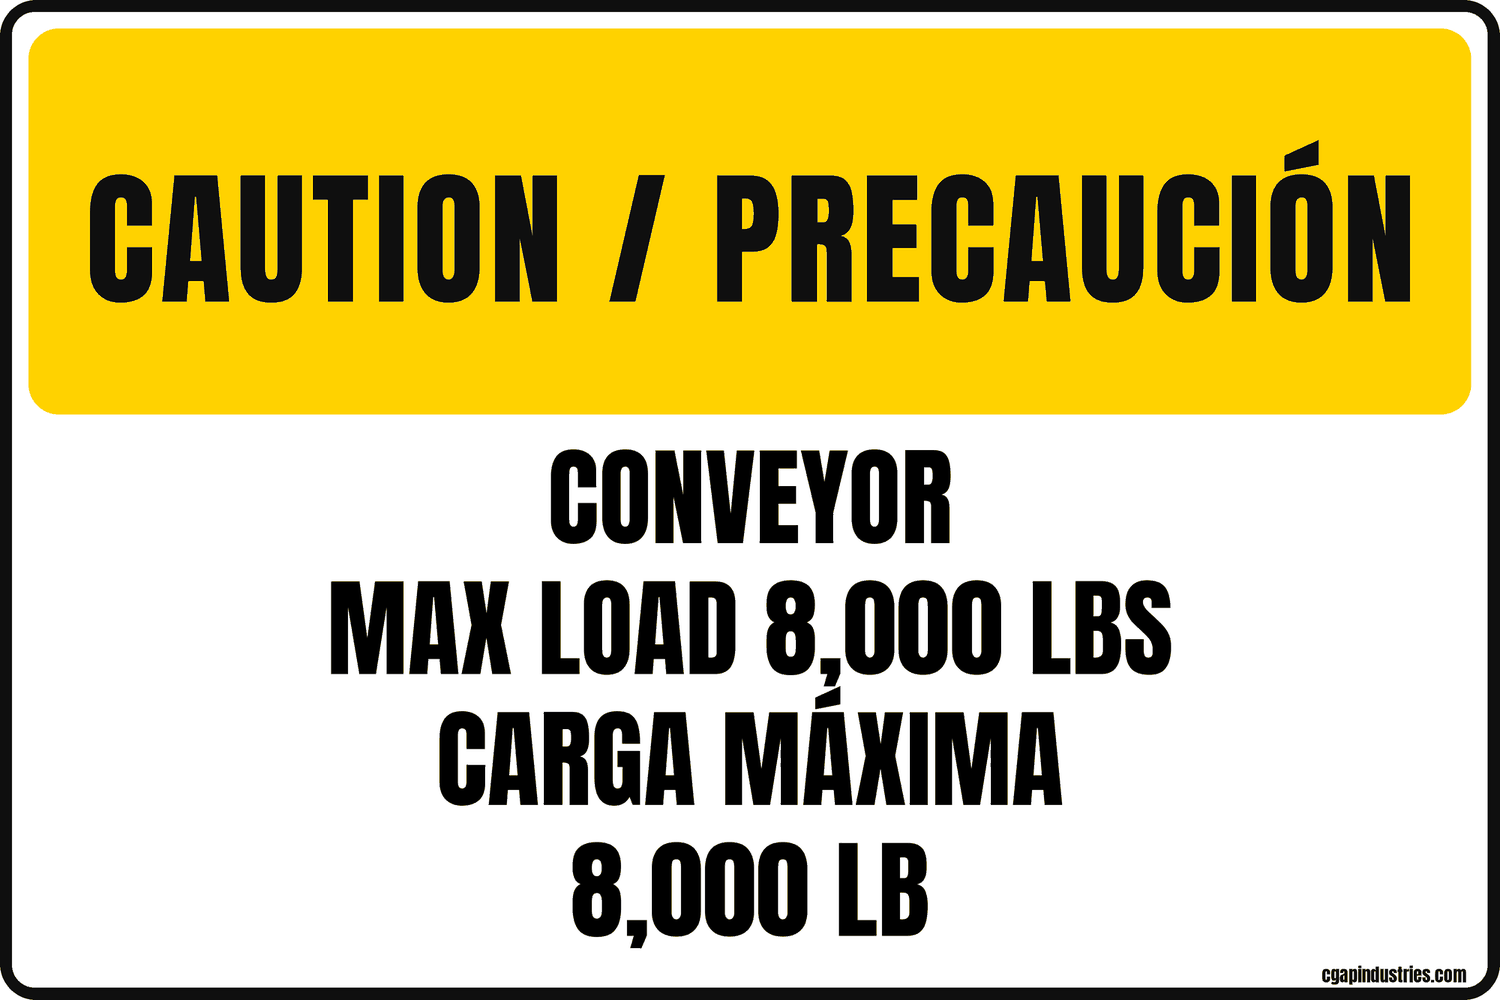 CAUTION / PRECAUCIÓN
CONVEYOR
MAX LOAD 8,000 LBS
CARGA MÁXIMA
8,000 LB
cgapindustries.com